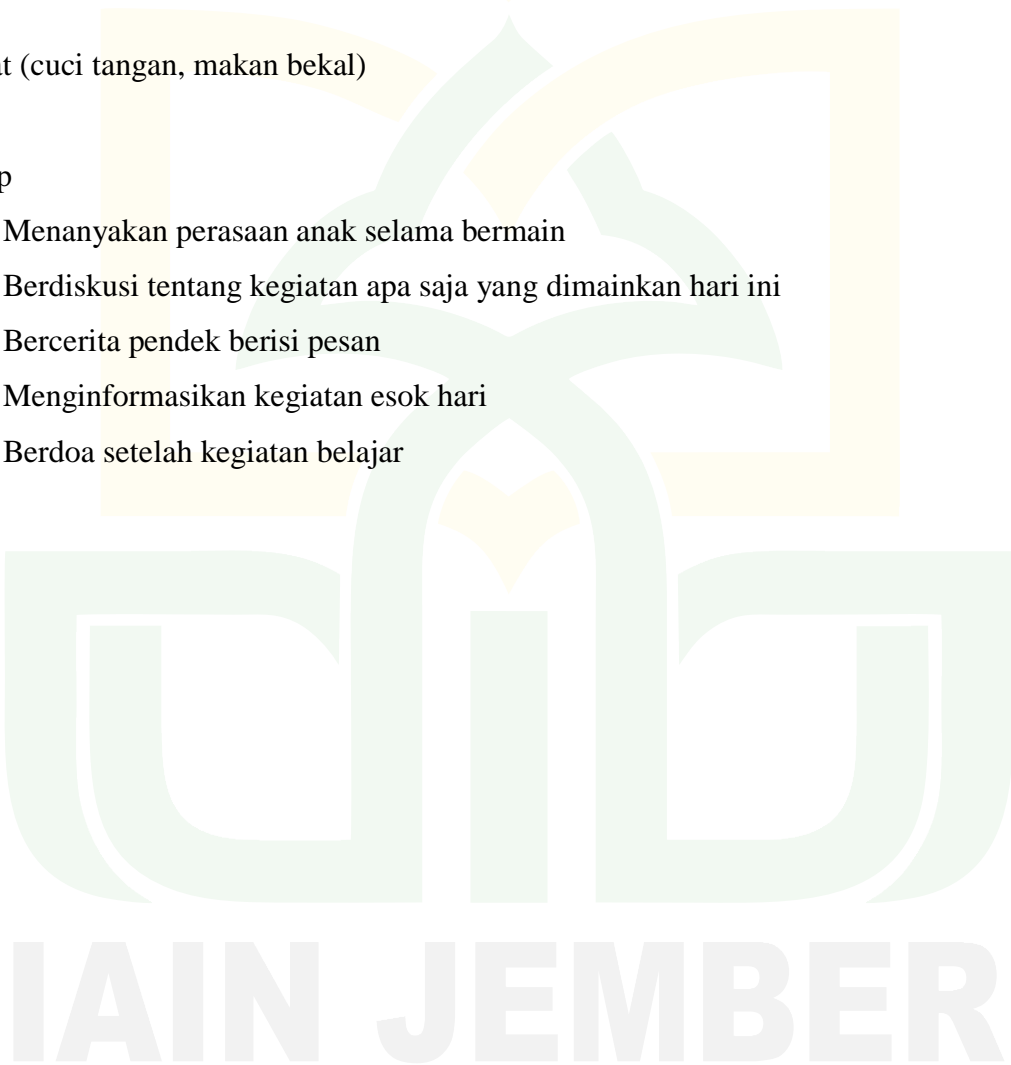 t (cuci tangan, makan bekal)
p
Menanyakan perasaan anak selama bermain
Berdiskusi tentang kegiatan apa saja yang dimainkan hari ini
Bercerita pendek berisi pesan
Menginformasikan kegiatan esok hari
Berdoa setelah kegiatan belajar
IAIN JEMBER